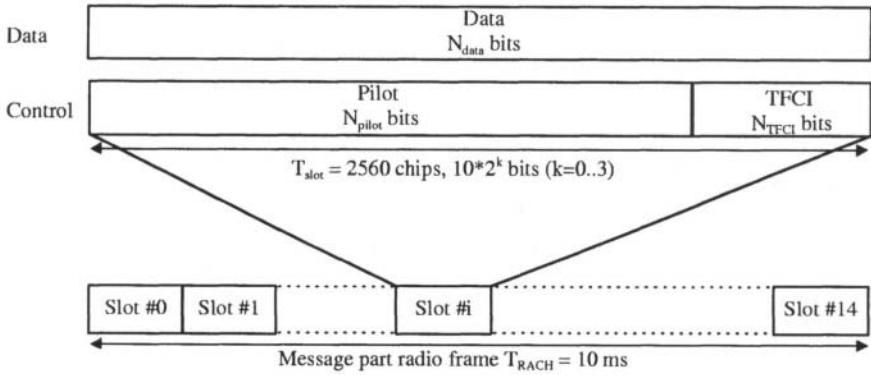 Data
Data
N_data bits
Control
Pilot
N_pilot bits
TFCI
N_TFCI bits
T_slot = 2560 chips, 10*2^k bits (k=0..3)
Slot #0
Slot #1
Slot #i
Slot #14
Message part radio frame T_RACH = 10 ms